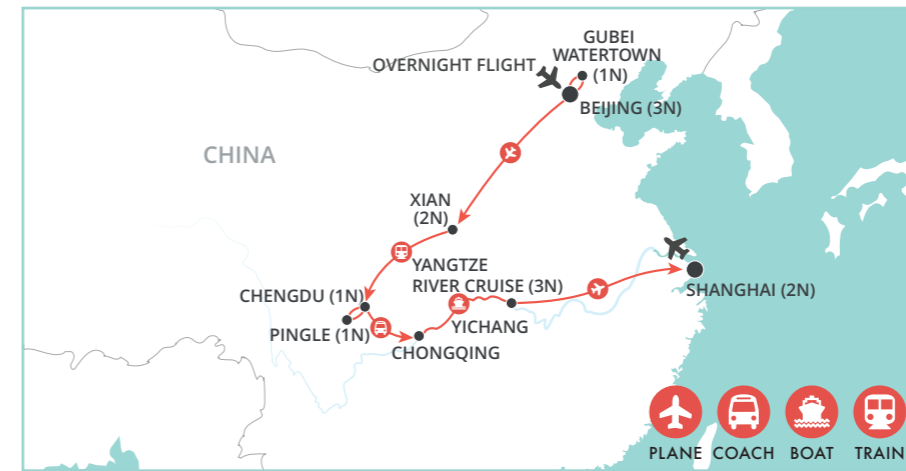 GUBEI
WATERTOWN
(1N)
OVERNIGHT FLIGHT
BEIJING (3N)
CHINA
XIAN
(2N)
YANGTZE
RIVER CRUISE (3N)
CHENGDU (1N)
SHANGHAI (2N)
PINGLE (1N)
YICHANG
CHONGQING
PLANE
COACH
BOAT
TRAIN